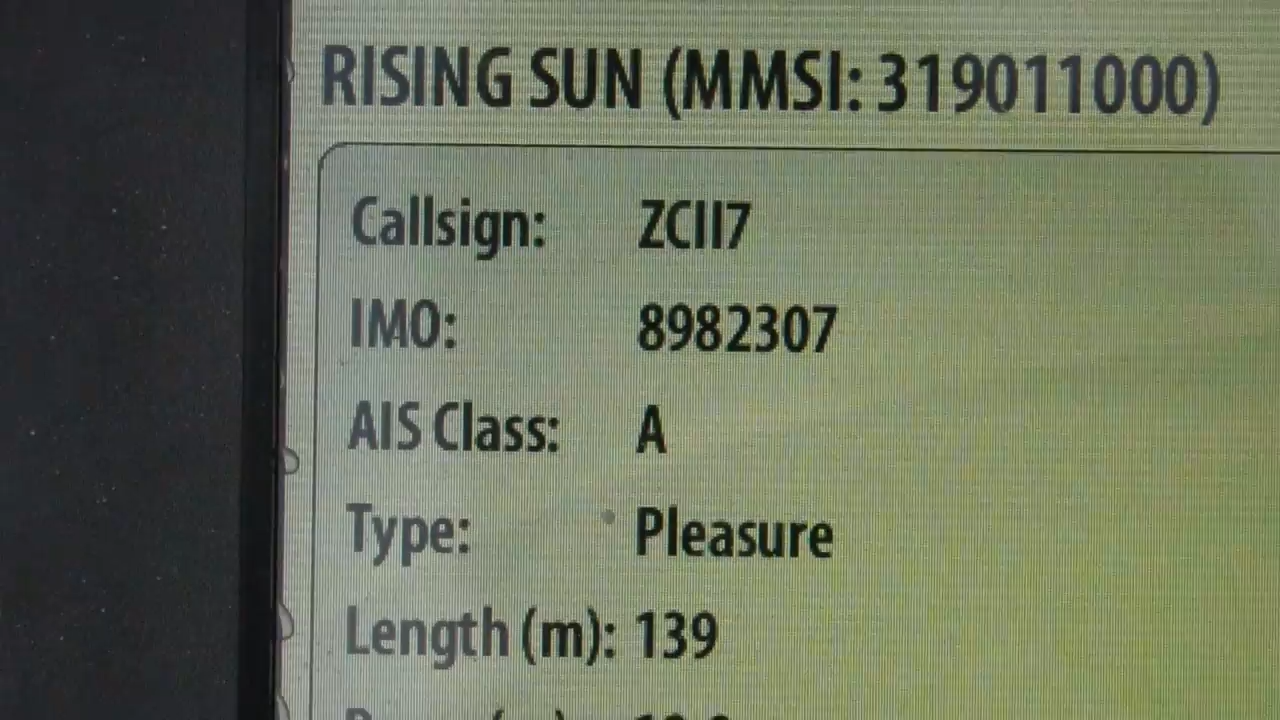 RISING SUN (MMSI: 319011000)
Callsign: ZCII7
IMO: 8982307
AIS Class: A
Type: Pleasure
Length (m): 139